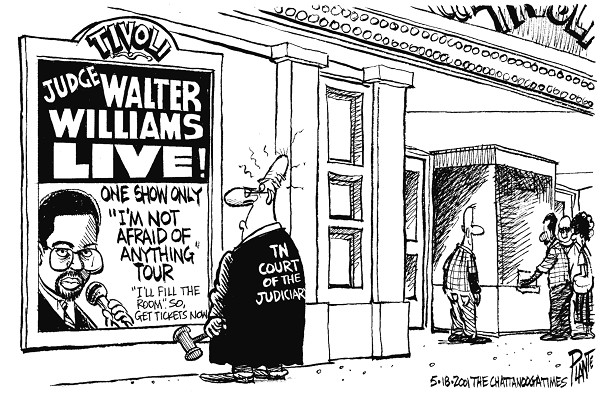 TIVOLI
TIVOLI
JUDGE WALTER
WILLIAMS
LIVE!
ONE SHOW ONLY
"I'M NOT
AFRAID OF
ANYTHING"
TOUR
"I'LL FILL THE
ROOM." SO,
GET TICKETS NOW
TN
COURT
OF THE
JUDICIARY
5-18-2001 THE CHATTANOOGA TIMES
PLANTE